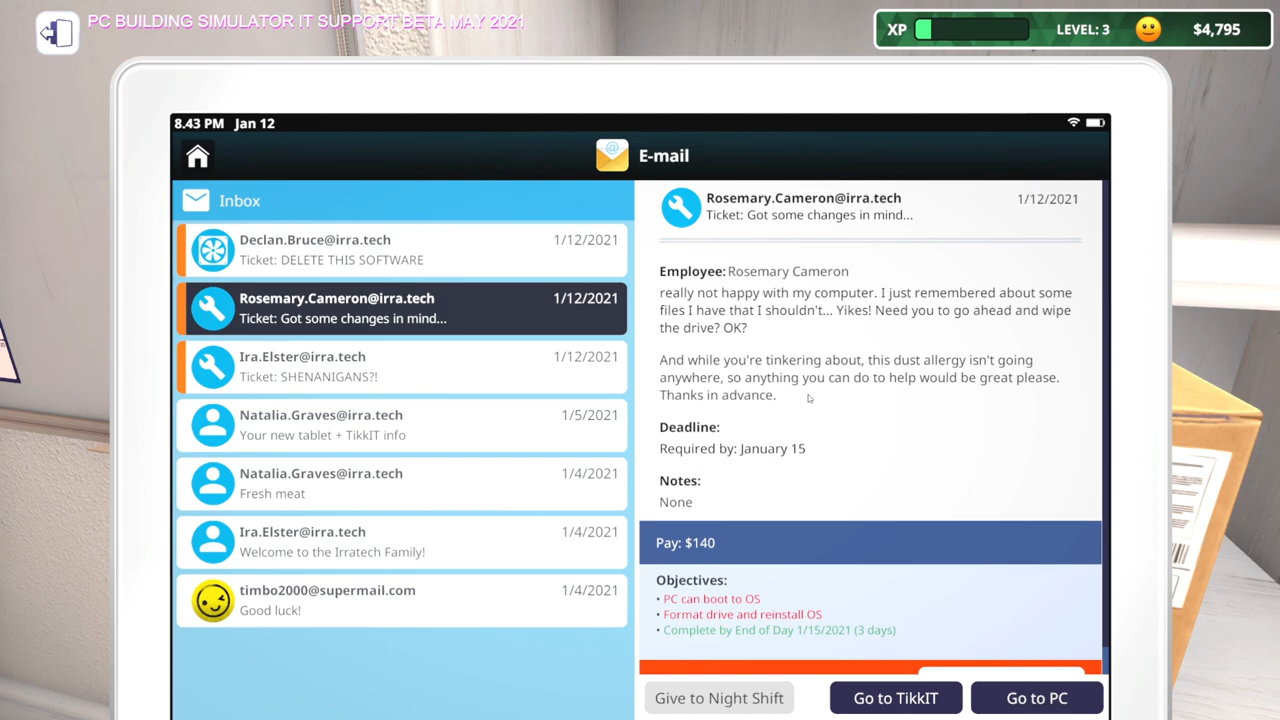 PC BUILDING SIMULATOR IT SUPPORT BETA MAY 2021
XP LEVEL: 3 $4,795
8.43 PM Jan 12
@ E-mail
Inbox
Declan.Bruce@irra.tech 1/12/2021
Ticket: DELETE THIS SOFTWARE
Rosemary.Cameron@irra.tech 1/12/2021
Ticket: Got some changes in mind...
Ira.Elster@irra.tech 1/12/2021
Ticket: SHENANIGANS?!
Natalia.Graves@irra.tech 1/5/2021
Your new tablet + TikkIT info
Natalia.Graves@irra.tech 1/4/2021
Fresh meat
Ira.Elster@irra.tech 1/4/2021
Welcome to the Irratech Family!
timbo2000@supermail.com 1/4/2021
Good luck!
Rosemary.Cameron@irra.tech 1/12/2021
Ticket: Got some changes in mind...
Employee: Rosemary Cameron
really not happy with my computer. I just remembered about some
files I have that I shouldn't... Yikes! Need you to go ahead and wipe
the drive? OK?
And while you're tinkering about, this dust allergy isn't going
anywhere, so anything you can do to help would be great please.
Thanks in advance.
Deadline:
Required by: January 15
Notes:
None
Pay: $140
Objectives:
• PC can boot to OS
• Format drive and reinstall OS
• Complete by End of Day 1/15/2021 (3 days)
Give to Night Shift Go to TikkIT Go to PC